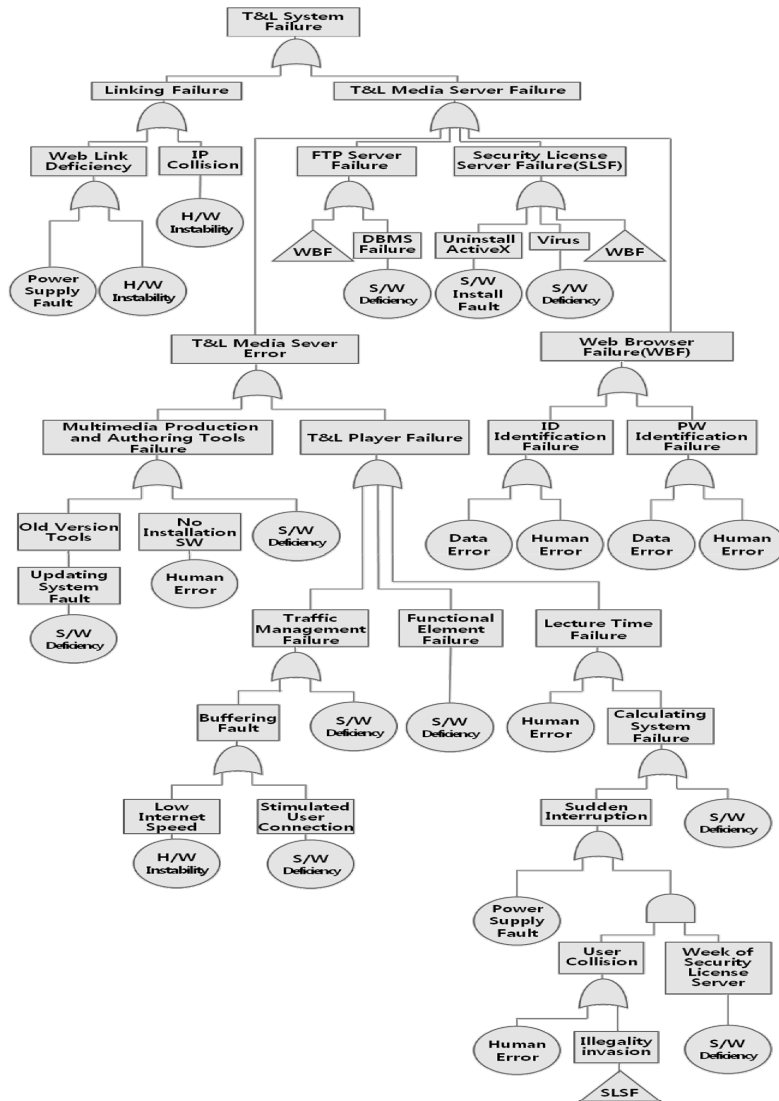 T&L System
Failure
Linking Failure
T&L Media Server Failure
Web Link
Deficiency
IP
Collision
FTP Server
Failure
Security License
Server Failure(SLSF)
H/W
Instability
WBF
DBMS
Failure
Uninstall
ActiveX
Virus
WBF
Power
Supply
Fault
H/W
Instability
S/W
Deficiency
S/W
Install
Fault
S/W
Deficiency
T&L Media Sever
Error
Web Browser
Failure(WBF)
Multimedia Production
and Authoring Tools
Failure
T&L Player Failure
ID
Identification
Failure
PW
Identification
Failure
Old Version
Tools
No
Installation
SW
S/W
Deficiency
Data
Error
Human
Error
Data
Error
Human
Error
Updating
System
Fault
Human
Error
S/W
Deficiency
Traffic
Management
Failure
Functional
Element
Failure
Lecture Time
Failure
Buffering
Fault
S/W
Deficiency
S/W
Deficiency
Human
Error
Calculating
System
Failure
Low
Internet
Speed
Stimulated
User
Connection
Sudden
Interruption
S/W
Deficiency
H/W
Instability
S/W
Deficiency
Power
Supply
Fault
User
Collision
Week of
Security
License
Server
Human
Error
Illegality
invasion
S/W
Deficiency
SLSF